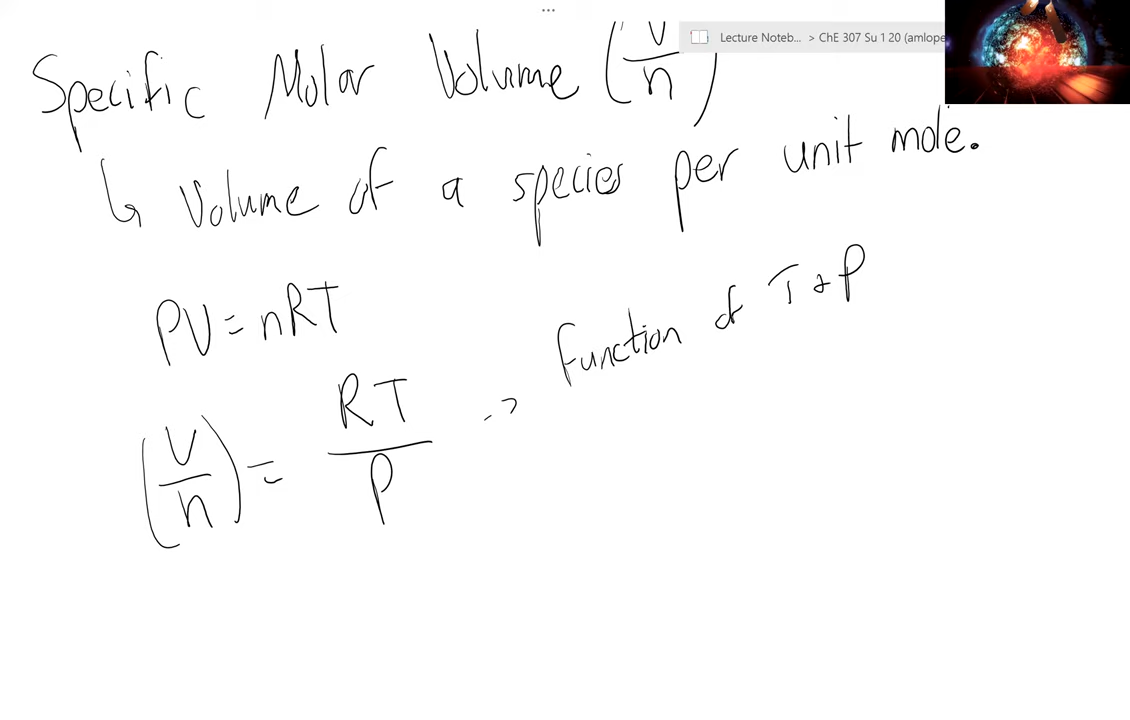 ...
Lecture Noteb... > ChE 307 Su 1 20 (amlope
Specific Molar Volume (V/n)
↳ Volume of a species per unit mole.
PV = nRT
(V/n) = RT/P -> Function of T & P